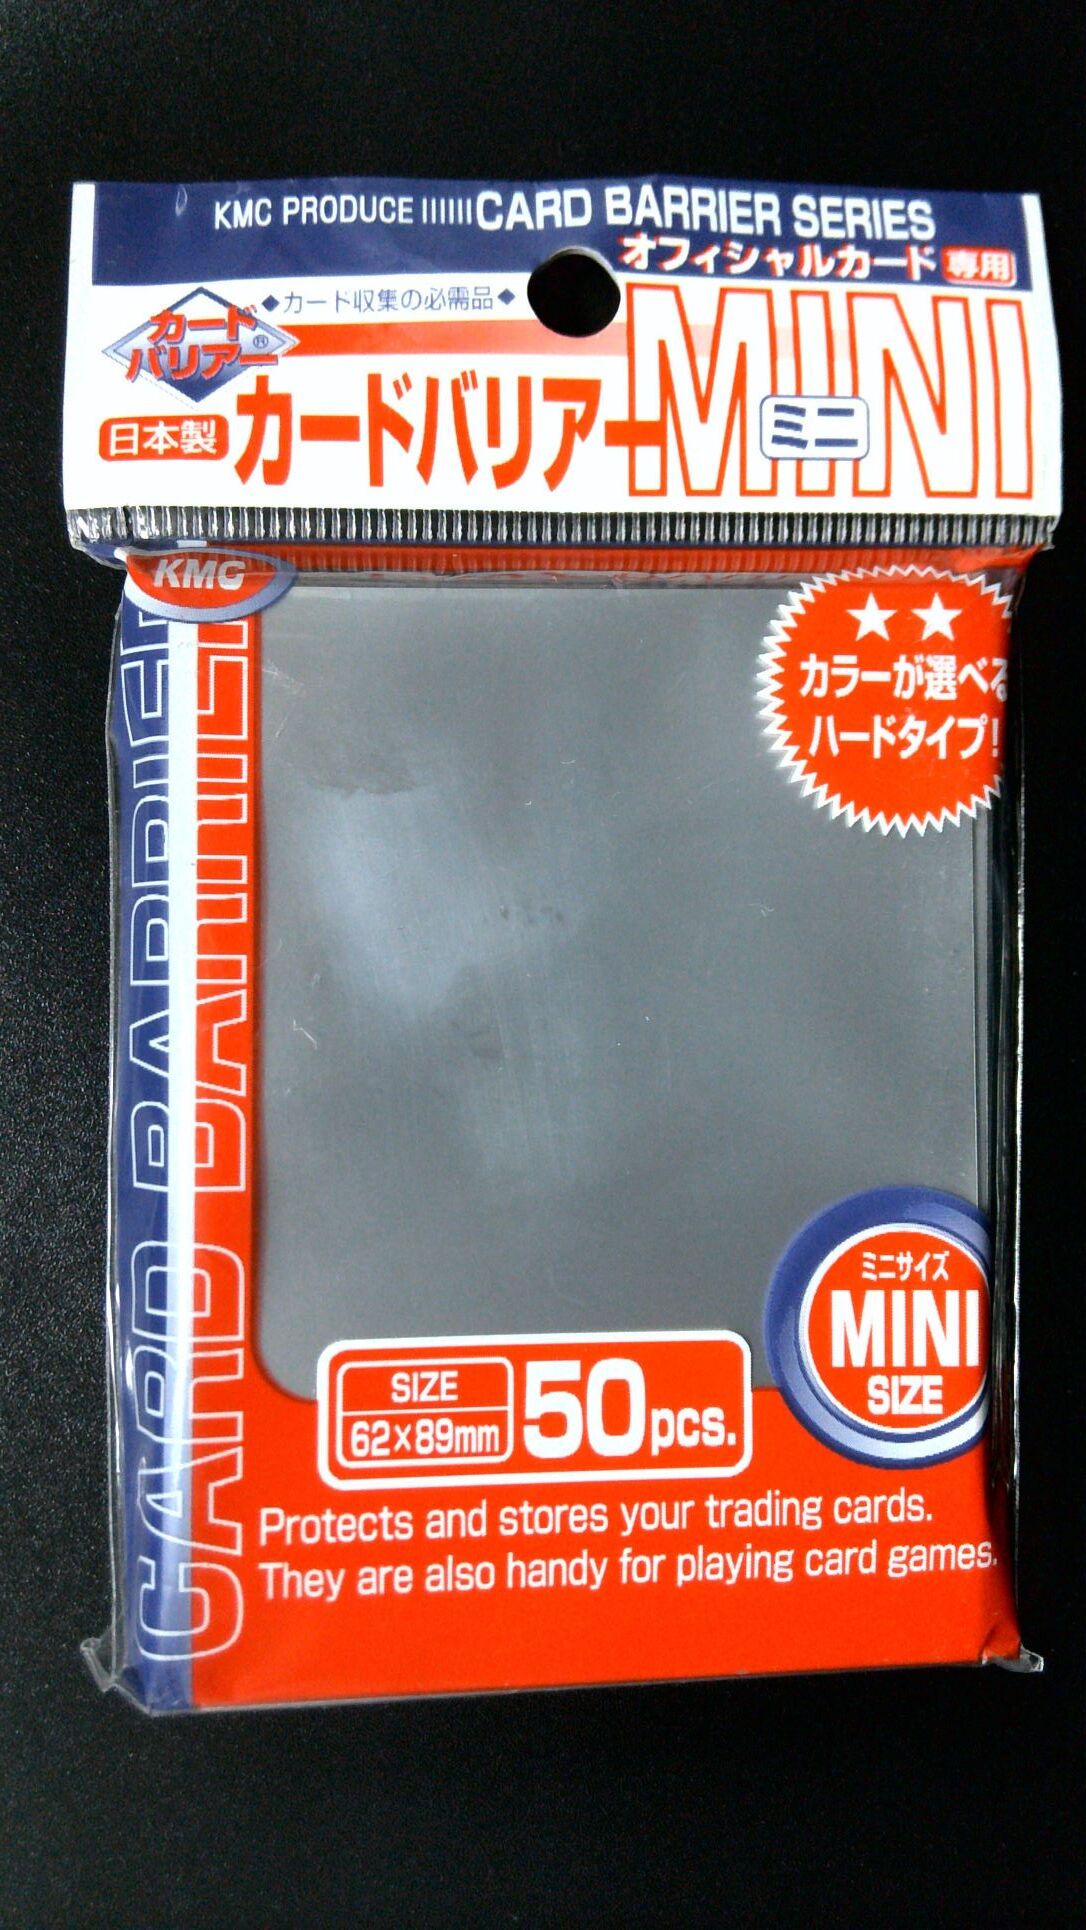 KMC PRODUCE CARD BARRIER SERIES
オフィシャルカード 専用
◆カード収集の必需品◆
カード
バリアー®
日本製 カードバリアーMINI
ミニ
KMC
★★
カラーが選べる
ハードタイプ!
CARD BARRIER
ミニサイズ
MINI
SIZE
SIZE
62×89mm
50pcs.
Protects and stores your trading cards.
They are also handy for playing card games.